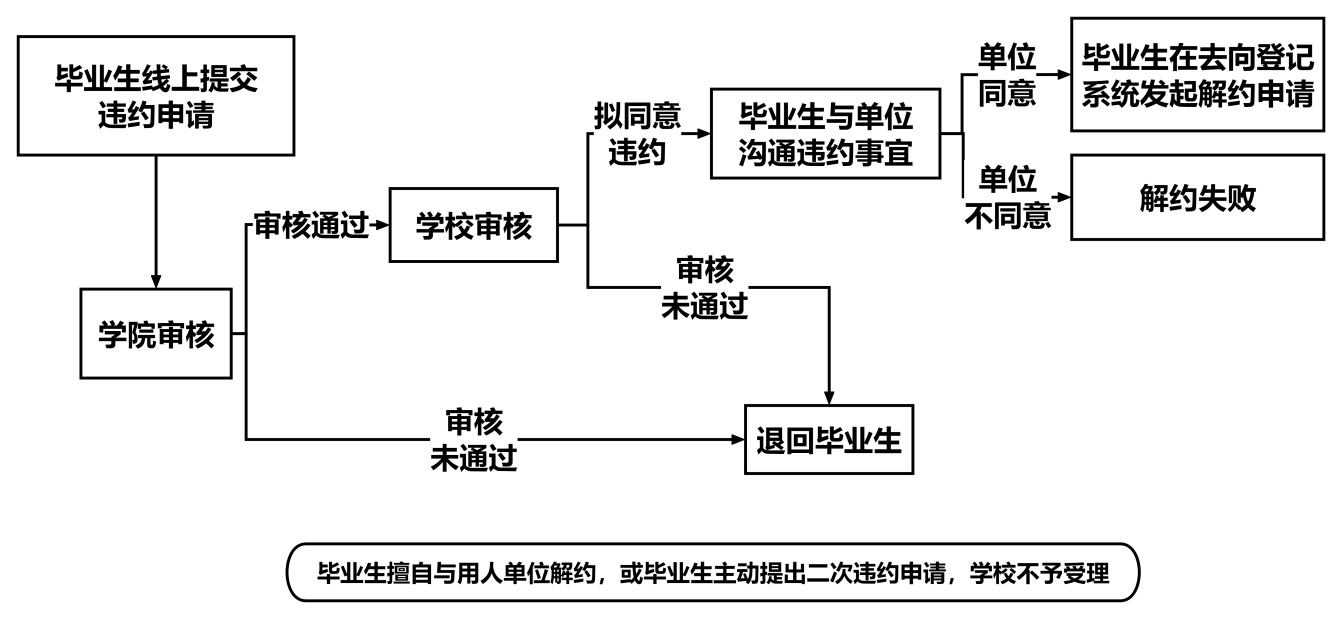 毕业生线上提交
违约申请
学院审核
审核通过
学校审核
拟同意
违约
毕业生与单位
沟通违约事宜
单位
同意
毕业生在去向登记
系统发起解约申请
单位
不同意
解约失败
审核
未通过
审核
未通过
退回毕业生
毕业生擅自与用人单位解约，或毕业生主动提出二次违约申请，学校不予受理